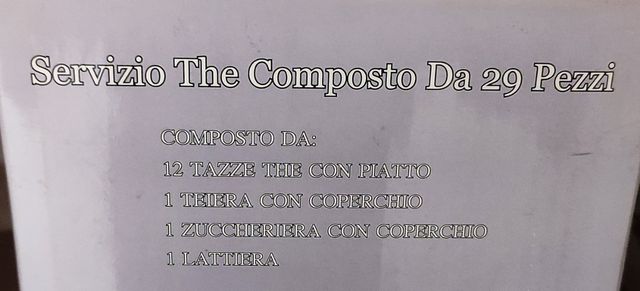 Servizio The Composto Da 29 Pezzi
COMPOSTO DA:
12 TAZZE THE CON PIATTO
1 TEIERA CON COPERCHIO
1 ZUCCHERIERA CON COPERCHIO
1 LATTIERA